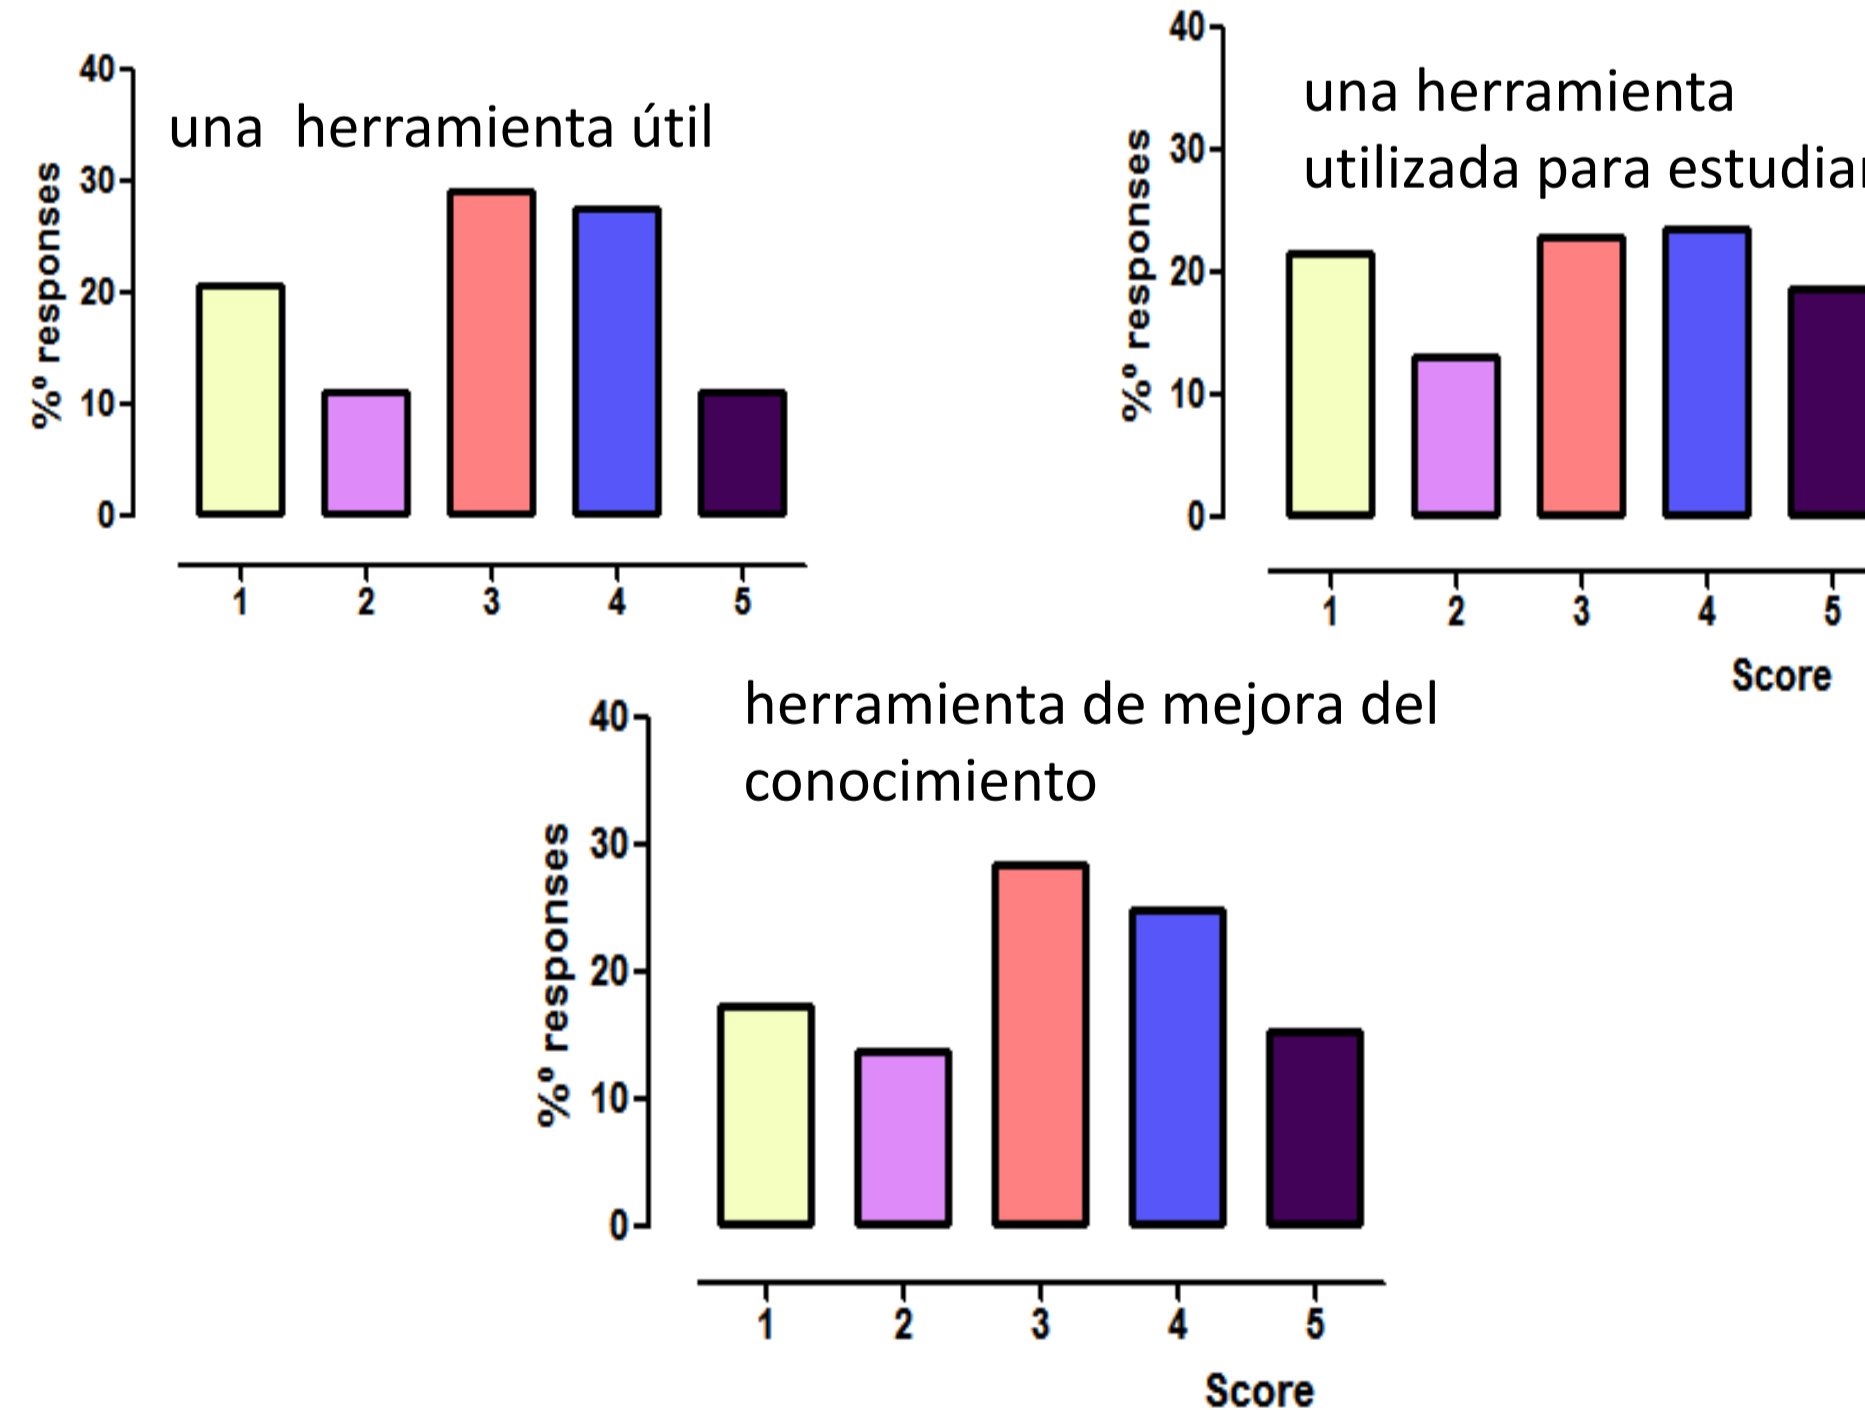 una herramienta útil
%º responses
40
30
20
10
0
1 2 3 4 5
una herramienta
utilizada para estudiar
%º responses
40
30
20
10
0
1 2 3 4 5
Score
herramienta de mejora del
conocimiento
%º responses
40
30
20
10
0
1 2 3 4 5
Score